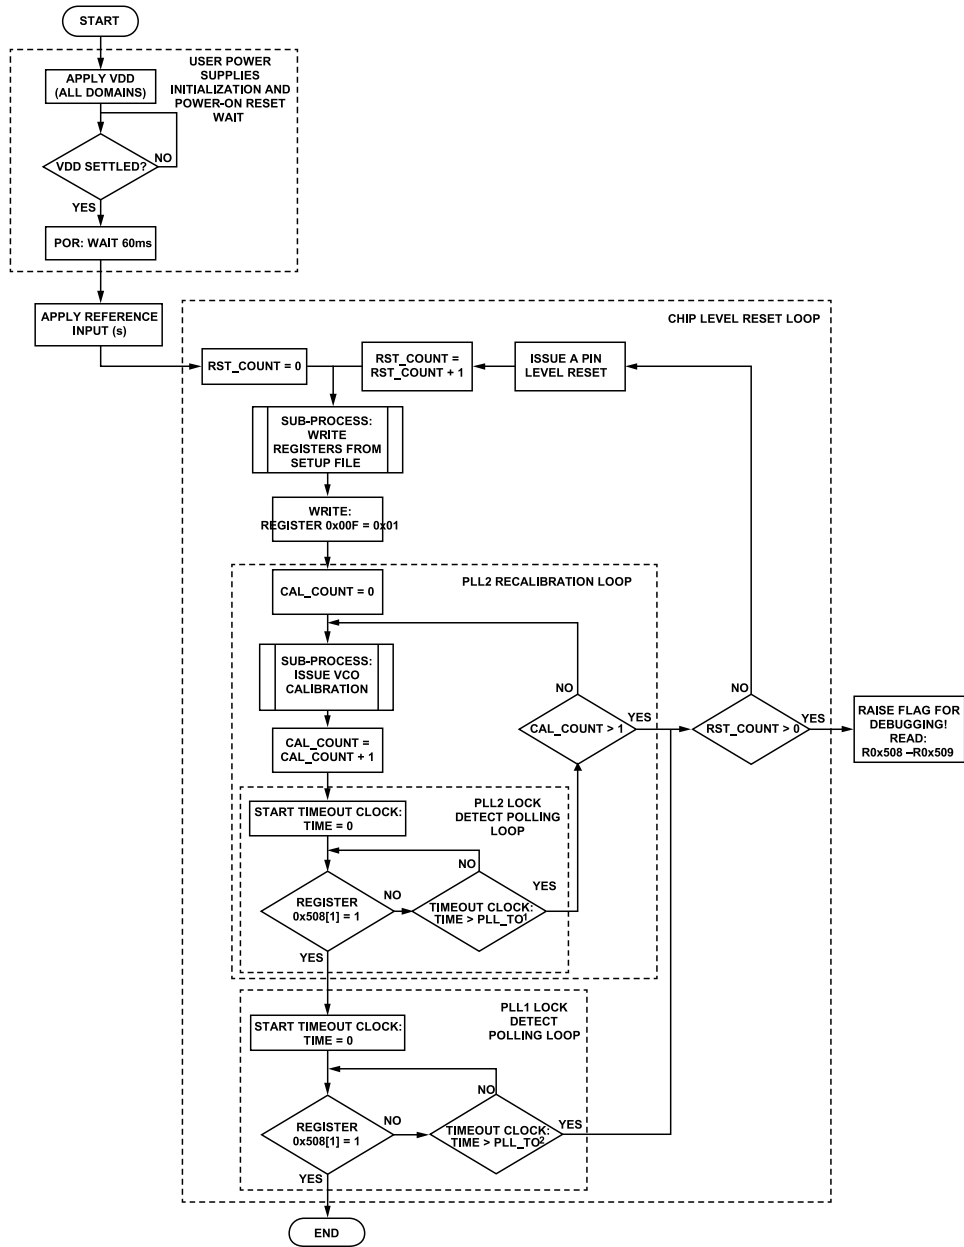 START
USER POWER
SUPPLIES
INITIALIZATION AND
POWER-ON RESET
WAIT
APPLY VDD
(ALL DOMAINS)
VDD SETTLED?
NO
YES
POR: WAIT 60ms
APPLY REFERENCE
INPUT (s)
CHIP LEVEL RESET LOOP
RST_COUNT = 0
RST_COUNT =
RST_COUNT + 1
ISSUE A PIN
LEVEL RESET
SUB-PROCESS:
WRITE
REGISTERS FROM
SETUP FILE
WRITE:
REGISTER 0x00F = 0x01
PLL2 RECALIBRATION LOOP
CAL_COUNT = 0
SUB-PROCESS:
ISSUE VCO
CALIBRATION
NO
CAL_COUNT > 1
YES
NO
RST_COUNT > 0
YES
RAISE FLAG FOR
DEBUGGING!
READ:
R0x508 –R0x509
CAL_COUNT =
CAL_COUNT + 1
PLL2 LOCK
DETECT POLLING
LOOP
START TIMEOUT CLOCK:
TIME = 0
NO
YES
REGISTER
0x508[1] = 1
NO
TIMEOUT CLOCK:
TIME > PLL_TO1
YES
PLL1 LOCK
DETECT
POLLING LOOP
START TIMEOUT CLOCK:
TIME = 0
NO
REGISTER
0x508[1] = 1
NO
TIMEOUT CLOCK:
TIME > PLL_TO2
YES
YES
END